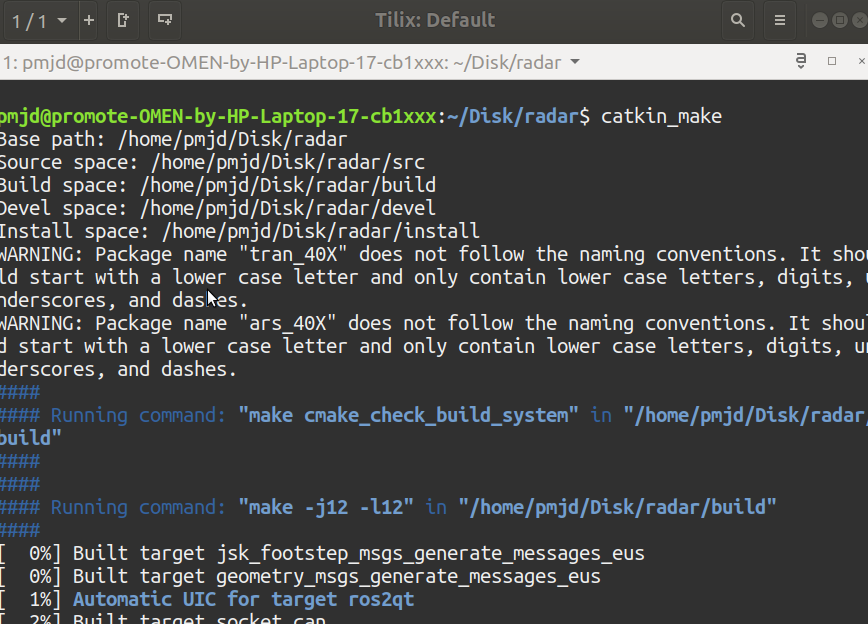 1 / 1
Tilix: Default
1: pmjd@promote-OMEN-by-HP-Laptop-17-cb1xxx: ~/Disk/radar
pmjd@promote-OMEN-by-HP-Laptop-17-cb1xxx:~/Disk/radar$ catkin_make
Base path: /home/pmjd/Disk/radar
Source space: /home/pmjd/Disk/radar/src
Build space: /home/pmjd/Disk/radar/build
Devel space: /home/pmjd/Disk/radar/devel
Install space: /home/pmjd/Disk/radar/install
WARNING: Package name "tran_40X" does not follow the naming conventions. It shou
ld start with a lower case letter and only contain lower case letters, digits, u
nderscores, and dashes.
WARNING: Package name "ars_40X" does not follow the naming conventions. It shoul
d start with a lower case letter and only contain lower case letters, digits, un
derscores, and dashes.
####
#### Running command: "make cmake_check_build_system" in "/home/pmjd/Disk/radar/
build"
####
####
#### Running command: "make -j12 -l12" in "/home/pmjd/Disk/radar/build"
####
[  0%] Built target jsk_footstep_msgs_generate_messages_eus
[  0%] Built target geometry_msgs_generate_messages_eus
[  1%] Automatic UIC for target ros2qt
[  2%] Built target socket_can